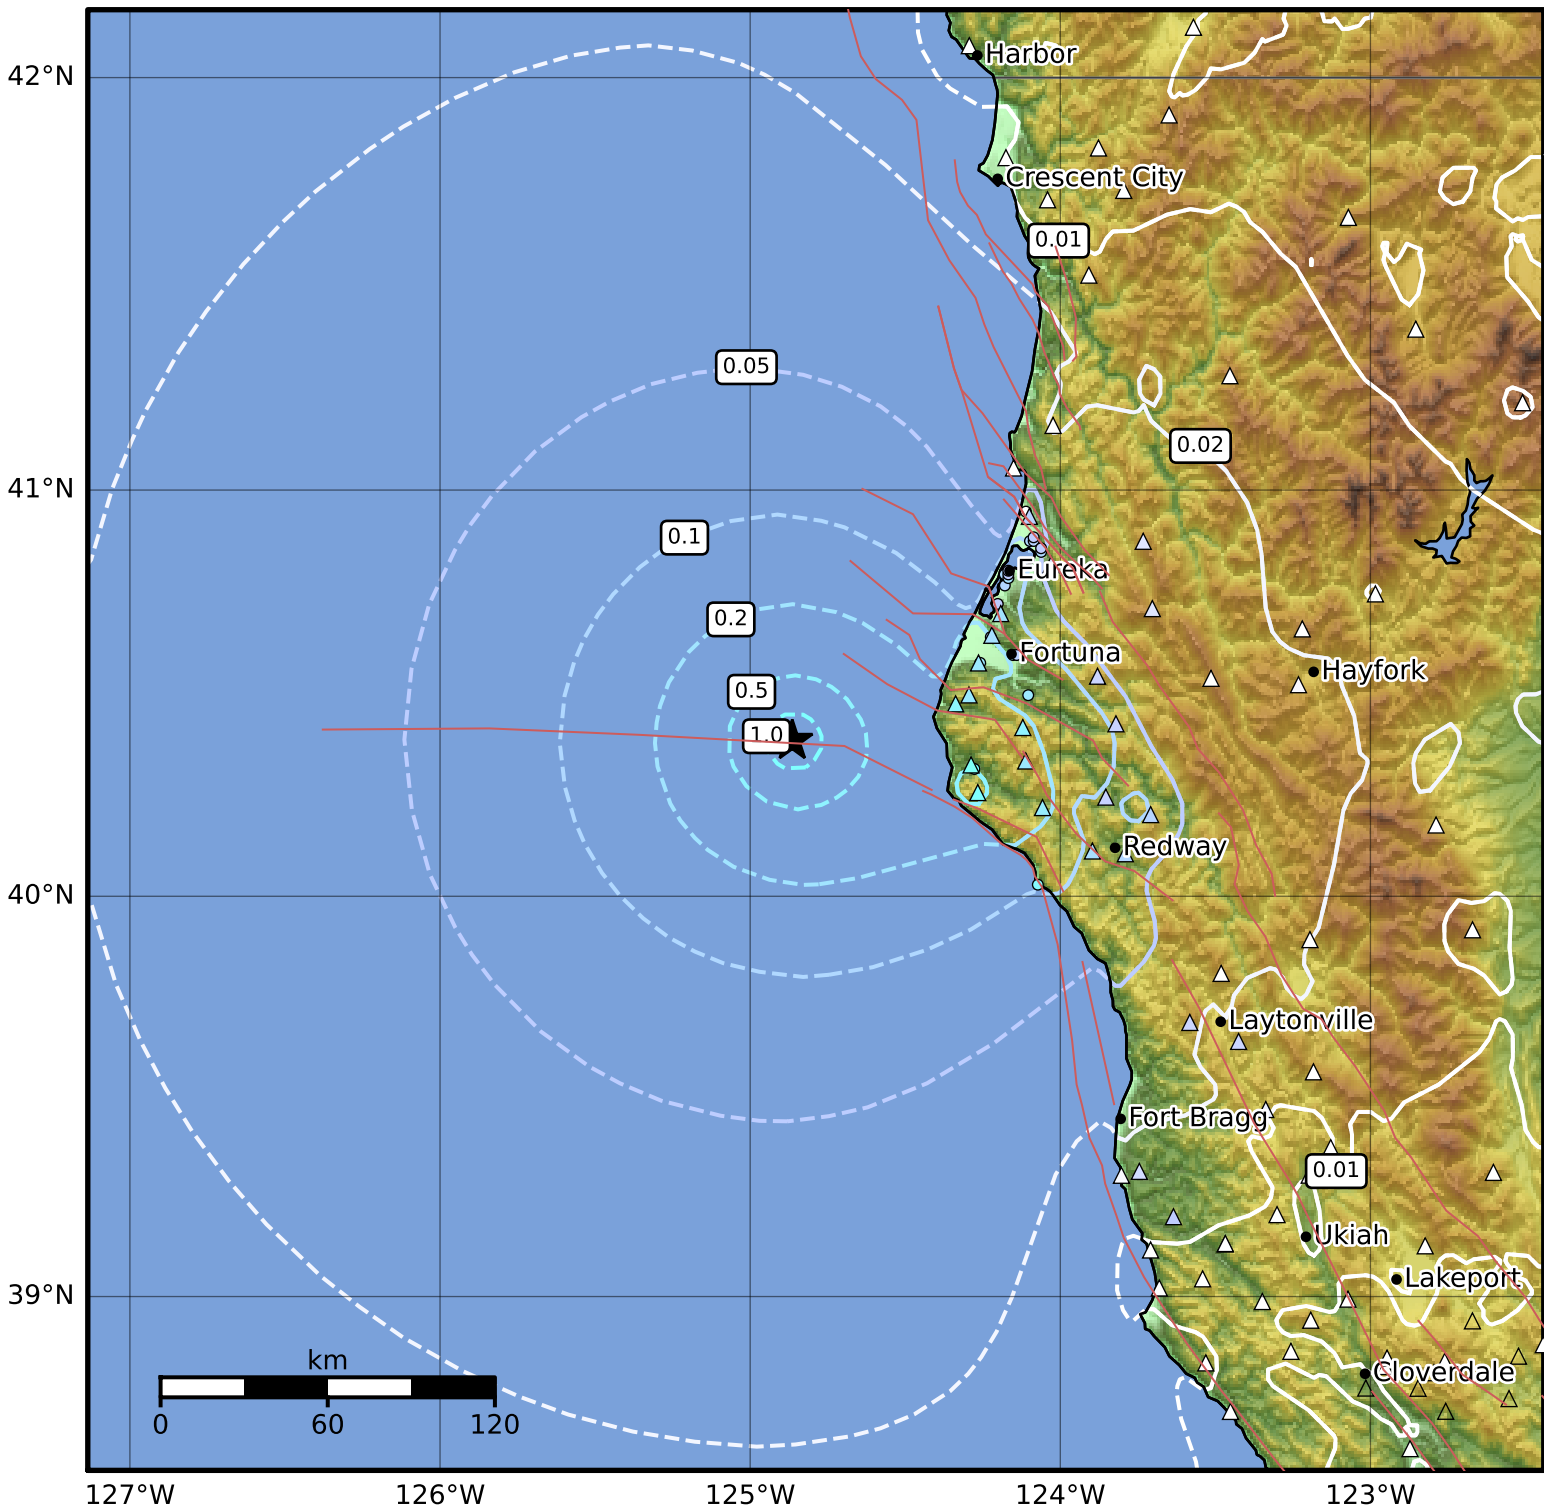 42°N
Harbor
Crescent City
0.01
0.05
0.02
41°N
0.1
Eureka
0.2
Fortuna
Hayfork
0.5
1.0
Redway
40°N
Laytonville
Fort Bragg
0.01
Ukiah
Lakeport
39°N
km
Cloverdale
0 60 120
127°W 126°W 125°W 124°W 123°W